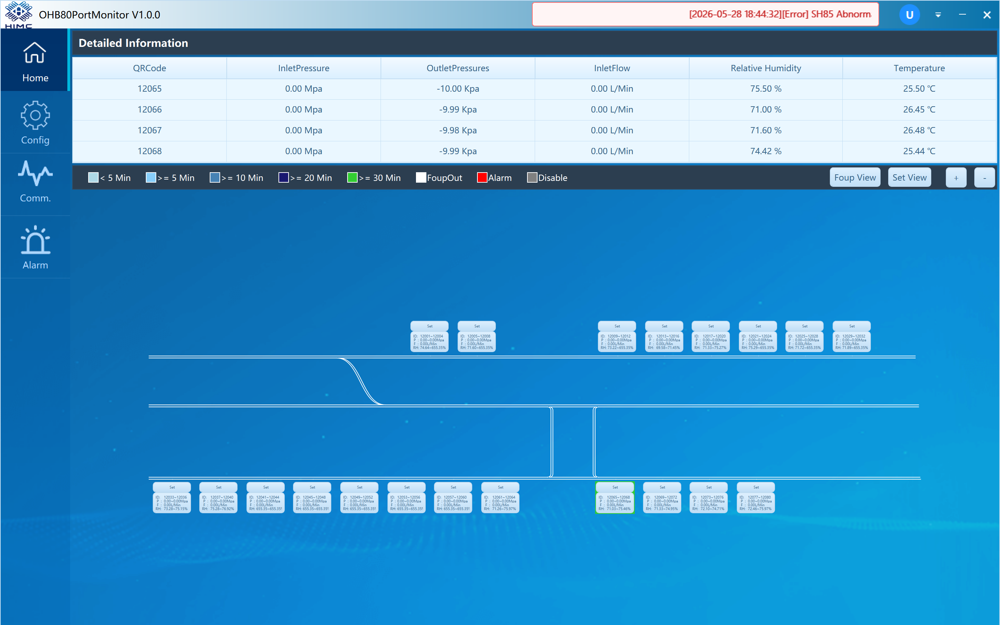 HIMC
OHB80PortMonitor V1.0.0
[2026-05-28 18:44:32][Error] SH85 Abnorm
U
Home
Config
Comm.
Alarm
Detailed Information
QRCode InletPressure OutletPressures InletFlow Relative Humidity Temperature
12065 0.00 Mpa -10.00 Kpa 0.00 L/Min 75.50 % 25.50 ℃
12066 0.00 Mpa -9.99 Kpa 0.00 L/Min 71.00 % 26.45 ℃
12067 0.00 Mpa -9.98 Kpa 0.00 L/Min 71.60 % 26.48 ℃
12068 0.00 Mpa -9.99 Kpa 0.00 L/Min 74.42 % 25.44 ℃
< 5 Min >= 5 Min >= 10 Min >= 20 Min >= 30 Min FoupOut Alarm Disable Foup View Set View + -
Set
ID: 12001~12004
P : 0.00~0.00Mpa
F : 0.00L/Min
RH: 74.64~655.35%
Set
ID: 12005~12008
P : 0.00~0.00Mpa
F : 0.00L/Min
RH: 71.60~655.35%
Set
ID: 12009~12012
P : 0.00~0.00Mpa
F : 0.00L/Min
RH: 73.22~655.35%
Set
ID: 12013~12016
P : 0.00~0.00Mpa
F : 0.00L/Min
RH: 69.58~71.45%
Set
ID: 12017~12020
P : 0.00~0.00Mpa
F : 0.00L/Min
RH: 71.33~75.27%
Set
ID: 12021~12024
P : 0.00~0.00Mpa
F : 0.00L/Min
RH: 75.29~655.35%
Set
ID: 12025~12028
P : 0.00~0.00Mpa
F : 0.00L/Min
RH: 71.72~655.35%
Set
ID: 12029~12032
P : 0.00~0.00Mpa
F : 0.00L/Min
RH: 71.89~655.35%
Set
ID: 12033~12036
P : 0.00~0.00Mpa
F : 0.00L/Min
RH: 73.28~75.15%
Set
ID: 12037~12040
P : 0.00~0.00Mpa
F : 0.00L/Min
RH: 75.28~76.92%
Set
ID: 12041~12044
P : 0.00~0.00Mpa
F : 0.00L/Min
RH: 655.35~655.35
Set
ID: 12045~12048
P : 0.00~0.00Mpa
F : 0.00L/Min
RH: 655.35~655.35
Set
ID: 12049~12052
P : 0.00~0.00Mpa
F : 0.00L/Min
RH: 655.35~655.35
Set
ID: 12053~12056
P : 0.00~0.00Mpa
F : 0.00L/Min
RH: 655.35~655.35
Set
ID: 12057~12060
P : 0.00~0.00Mpa
F : 0.00L/Min
RH: 655.35~655.35
Set
ID: 12061~12064
P : 0.00~0.00Mpa
F : 0.00L/Min
RH: 71.26~75.97%
Set
ID: 12065~12068
P : 0.00~0.00Mpa
F : 0.00L/Min
RH: 71.03~75.46%
Set
ID: 12069~12072
P : 0.00~0.00Mpa
F : 0.00L/Min
RH: 71.33~74.95%
Set
ID: 12073~12076
P : 0.00~0.00Mpa
F : 0.00L/Min
RH: 72.10~74.71%
Set
ID: 12077~12080
P : 0.00~0.00Mpa
F : 0.00L/Min
RH: 72.46~75.97%